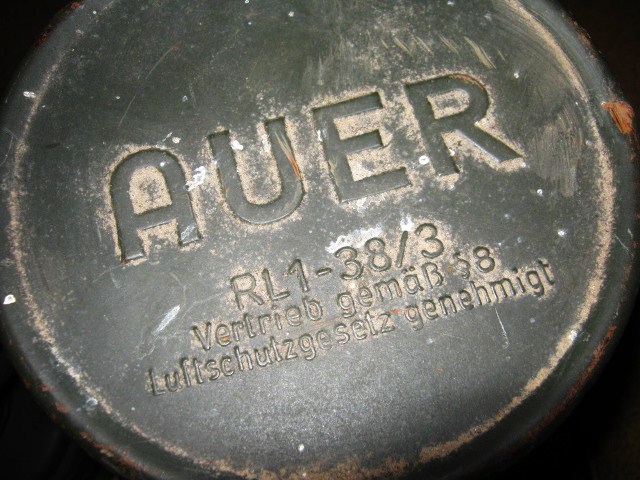 AUER
RL1-38/3
Vertrieb gemäß §8
Luftschutzgesetz genehmigt